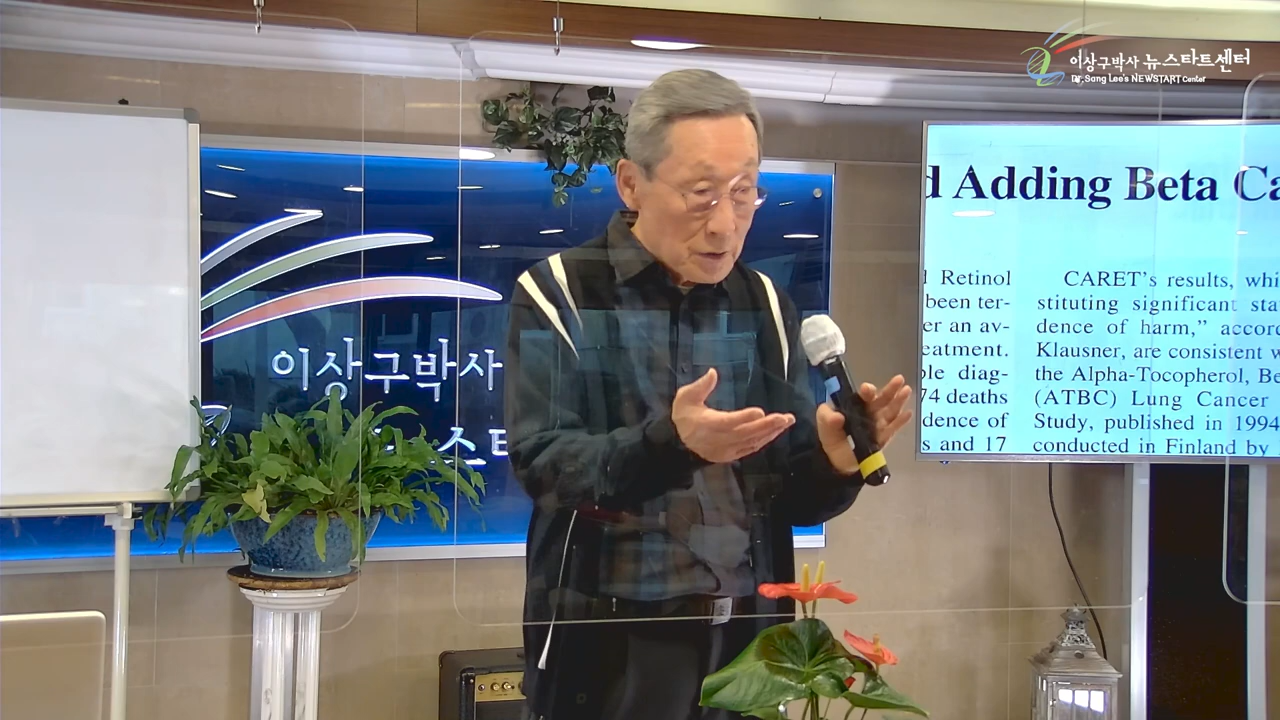 이상구박사 뉴스타트센터
Dr. Sang Lee's NEWSTART Center
이상구박사
스타
d Adding Beta Ca
Retinol
been ter-
er an av-
eatment.
ple diag-
74 deaths
dence of
s and 17
CARET's results, whi
stituting significant sta
dence of harm," accor
Klausner, are consistent w
the Alpha-Tocopherol, Be
(ATBC) Lung Cancer
Study, published in 1994
conducted in Finland by